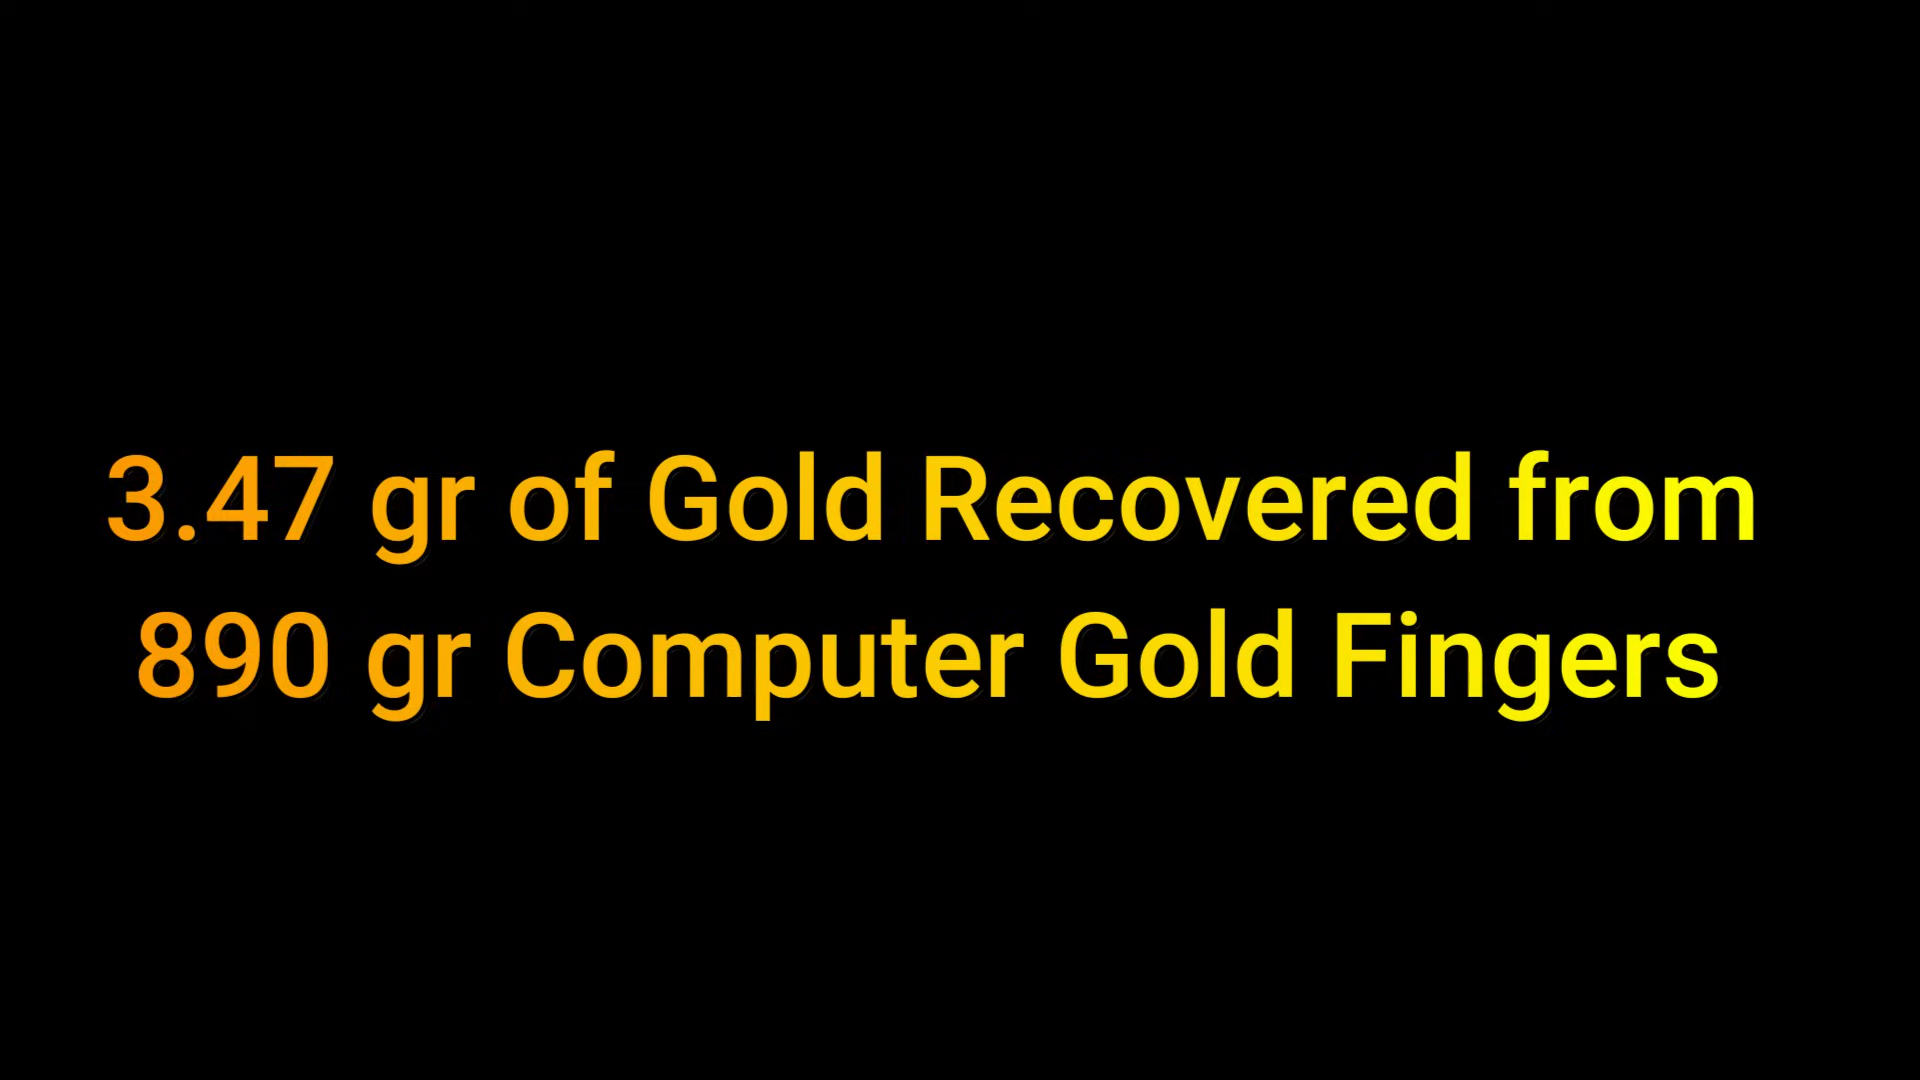 3.47 gr of Gold Recovered from
890 gr Computer Gold Fingers